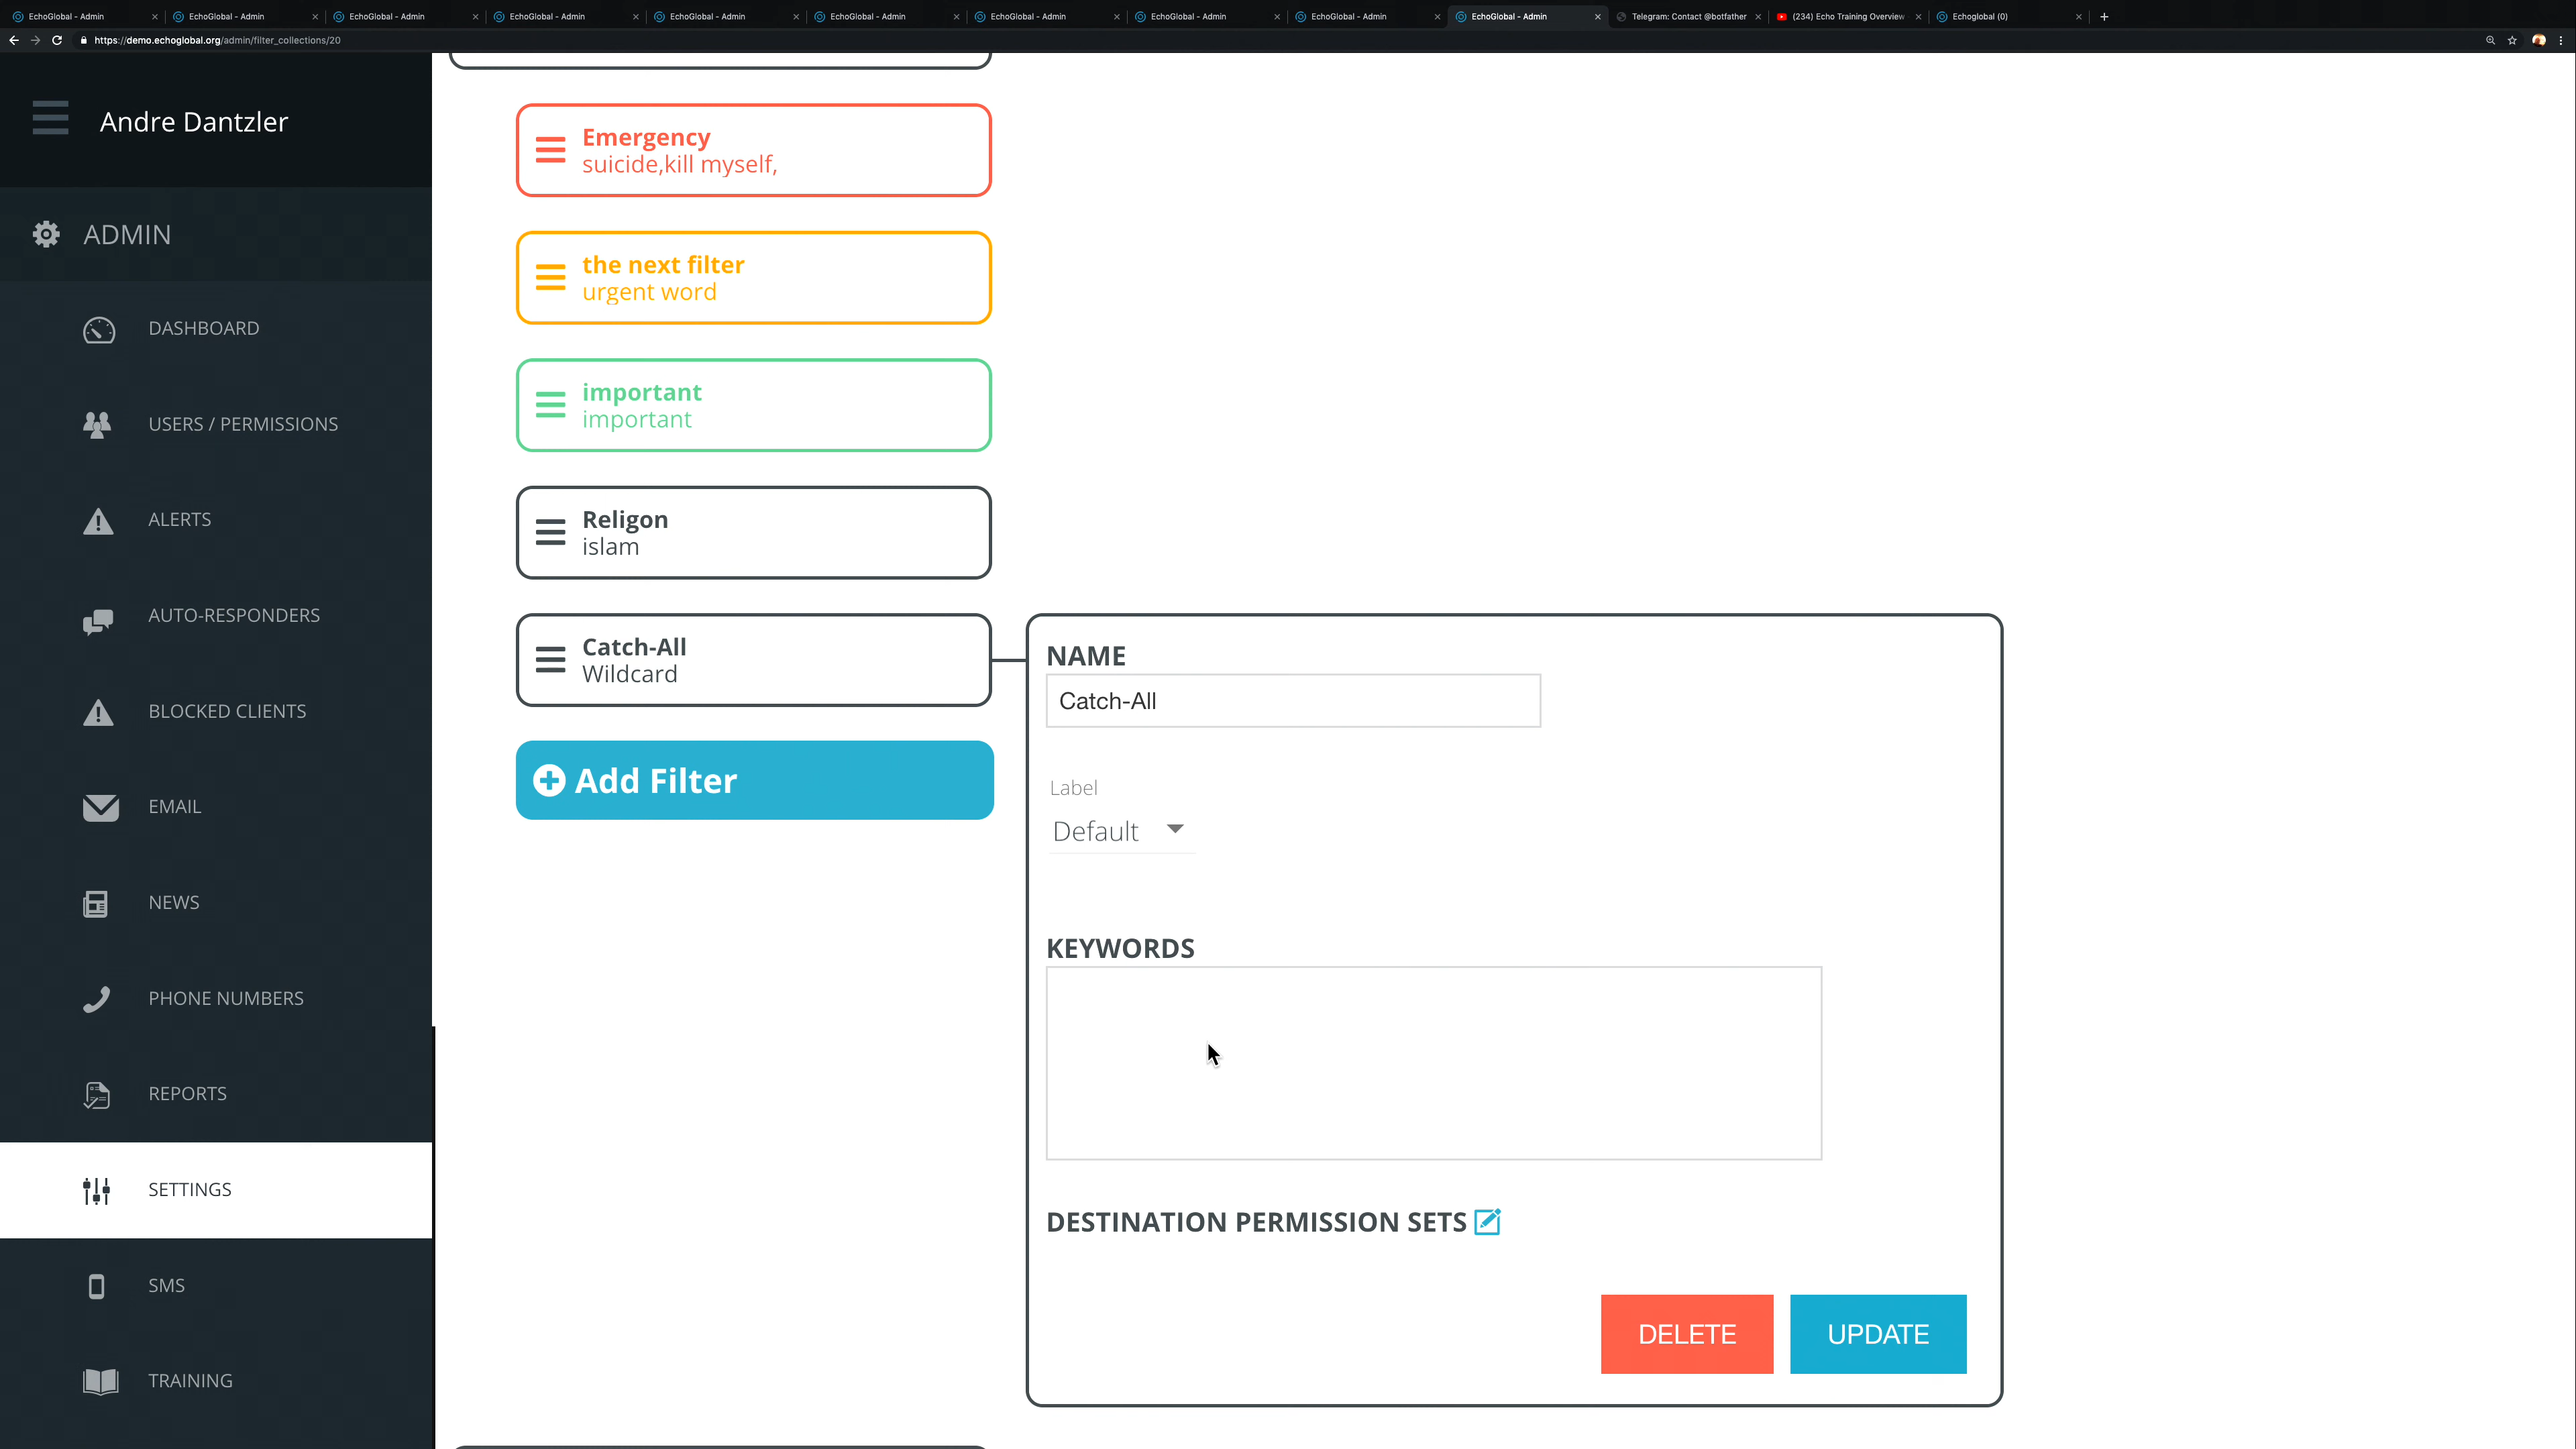 EchoGlobal - Admin
EchoGlobal - Admin
EchoGlobal - Admin
EchoGlobal - Admin
EchoGlobal - Admin
EchoGlobal - Admin
EchoGlobal - Admin
EchoGlobal - Admin
EchoGlobal - Admin
EchoGlobal - Admin
Telegram: Contact @botfather
(234) Echo Training Overview
Echoglobal (0)
https://demo.echoglobal.org/admin/filter_collections/20
Andre Dantzler
ADMIN
DASHBOARD
USERS / PERMISSIONS
ALERTS
AUTO-RESPONDERS
BLOCKED CLIENTS
EMAIL
NEWS
PHONE NUMBERS
REPORTS
SETTINGS
SMS
TRAINING
Emergency
suicide,kill myself,
the next filter
urgent word
important
important
Religon
islam
Catch-All
Wildcard
Add Filter
NAME
Catch-All
Label
Default
KEYWORDS
DESTINATION PERMISSION SETS
DELETE
UPDATE